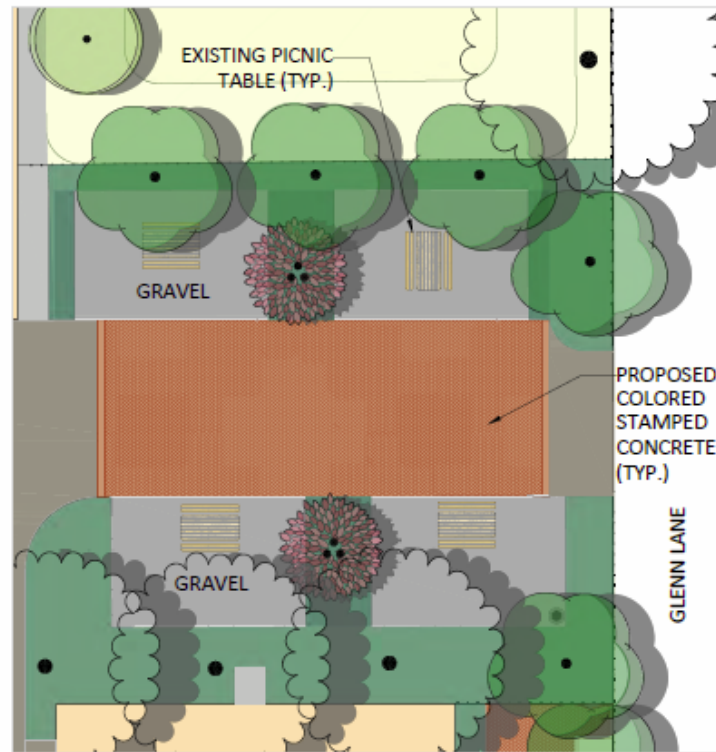 EXISTING PICNIC
TABLE (TYP.)
GRAVEL
PROPOSED
COLORED
STAMPED
CONCRETE
(TYP.)
GRAVEL
GLENN LANE